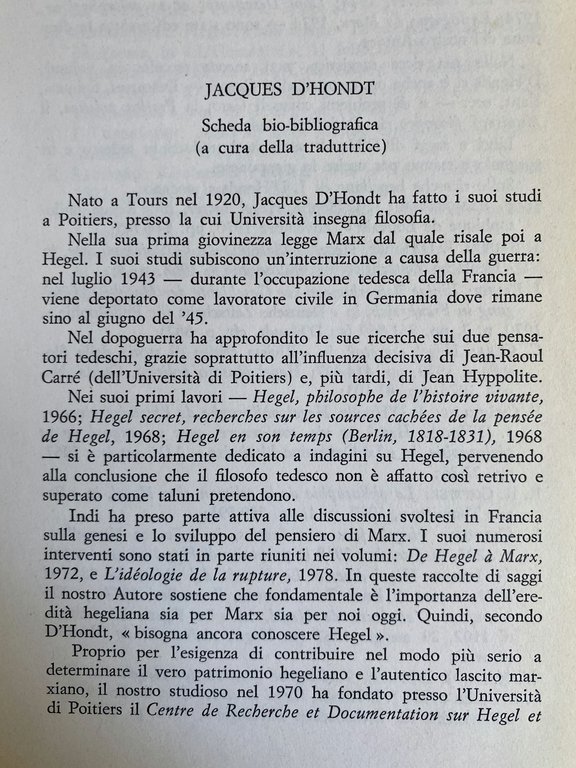 JACQUES D'HONDT
Scheda bio-bibliografica
(a cura della traduttrice)
Nato a Tours nel 1920, Jacques D'Hondt ha fatto i suoi studi
a Poitiers, presso la cui Università insegna filosofia.
Nella sua prima giovinezza legge Marx dal quale risale poi a
Hegel. I suoi studi subiscono un'interruzione a causa della guerra:
nel luglio 1943 — durante l'occupazione tedesca della Francia —
viene deportato come lavoratore civile in Germania dove rimane
sino al giugno del '45.
Nel dopoguerra ha approfondito le sue ricerche sui due pensa-
tori tedeschi, grazie soprattutto all'influenza decisiva di Jean-Raoul
Carré (dell'Università di Poitiers) e, più tardi, di Jean Hyppolite.
Nei suoi primi lavori — Hegel, philosophe de l'histoire vivante,
1966; Hegel secret, recherches sur les sources cachées de la pensée
de Hegel, 1968; Hegel en son temps (Berlin, 1818-1831), 1968
— si è particolarmente dedicato a indagini su Hegel, pervenendo
alla conclusione che il filosofo tedesco non è affatto così retrivo e
superato come taluni pretendono.
Indi ha preso parte attiva alle discussioni svoltesi in Francia
sulla genesi e lo sviluppo del pensiero di Marx. I suoi numerosi
interventi sono stati in parte riuniti nei volumi: De Hegel à Marx,
1972, e L'idéologie de la rupture, 1978. In queste raccolte di saggi
il nostro Autore sostiene che fondamentale è l'importanza dell'ere-
dità hegeliana sia per Marx sia per noi oggi. Quindi, secondo
D'Hondt, « bisogna ancora conoscere Hegel ».
Proprio per l'esigenza di contribuire nel modo più serio a
determinare il vero patrimonio hegeliano e l'autentico lascito mar-
xiano, il nostro studioso nel 1970 ha fondato presso l'Università
di Poitiers il Centre de Recherche et Documentation sur Hegel et